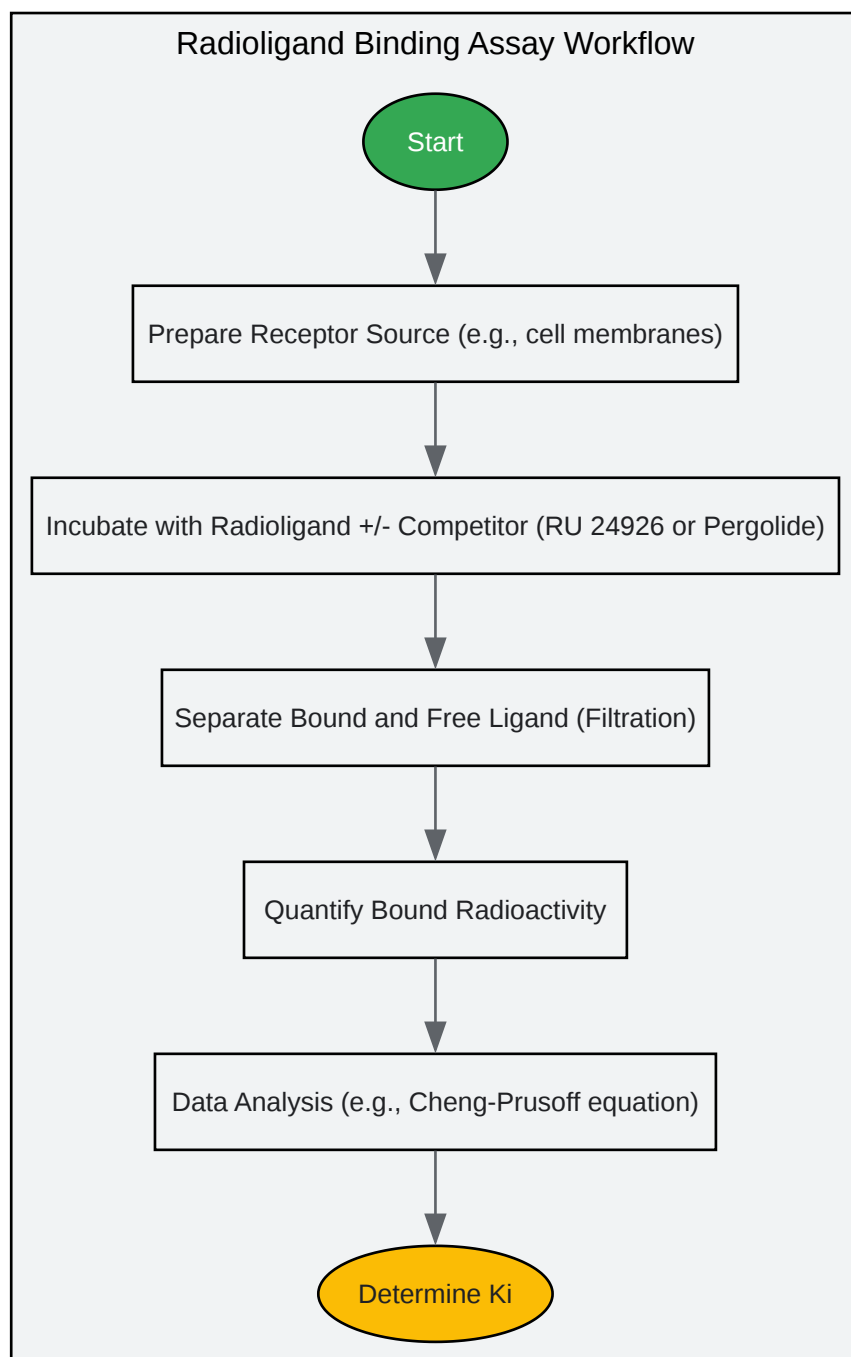 Radioligand Binding Assay Workflow
Start
Prepare Receptor Source (e.g., cell membranes)
Incubate with Radioligand +/- Competitor (RU 24926 or Pergolide)
Separate Bound and Free Ligand (Filtration)
Quantify Bound Radioactivity
Data Analysis (e.g., Cheng-Prusoff equation)
Determine Ki